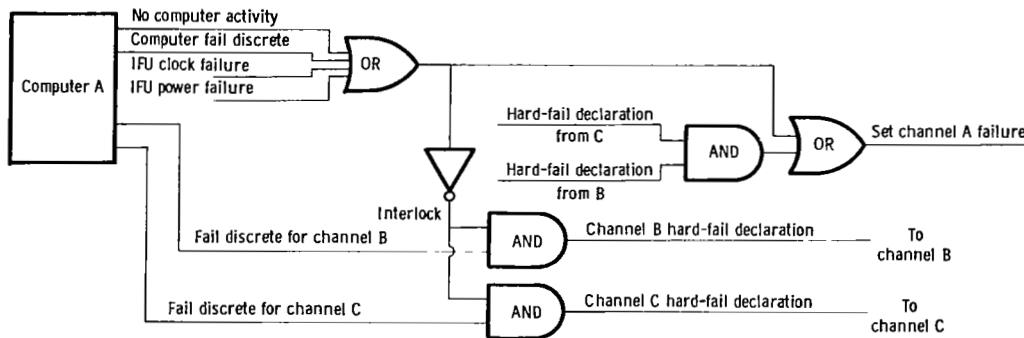 No computer activity
Computer fail discrete
IFU clock failure
IFU power failure
Computer A
OR
Hard-fail declaration
from C
Hard-fail declaration
from B
AND
OR
Set channel A failure
Interlock
Fail discrete for channel B
AND
Channel B hard-fail declaration
To
channel B
Fail discrete for channel C
AND
Channel C hard-fail declaration
To
channel C